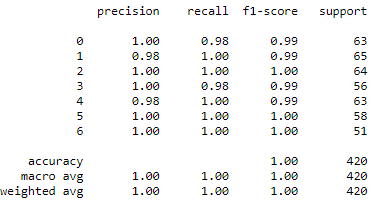 precision recall f1-score support
0 1.00 0.98 0.99 63
1 0.98 1.00 0.99 65
2 1.00 1.00 1.00 64
3 1.00 0.98 0.99 56
4 0.98 1.00 0.99 63
5 1.00 1.00 1.00 58
6 1.00 1.00 1.00 51
accuracy 1.00 420
macro avg 1.00 1.00 1.00 420
weighted avg 1.00 1.00 1.00 420